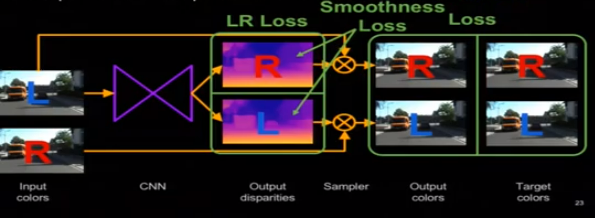 Smoothness
LR Loss
Loss
Loss
R
R
R
L
L
L
L
R
Input
colors
CNN
Output
disparities
Sampler
Output
colors
Target
colors
23